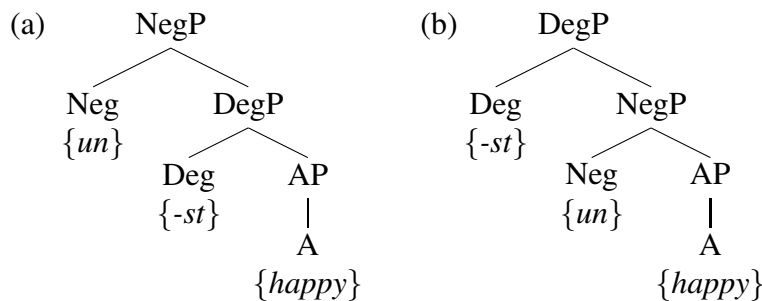 (a) NegP (b) DegP
Neg DegP Deg NegP
{un} {-st}
Deg AP Neg AP
{-st} {un}
A A
{happy} {happy}